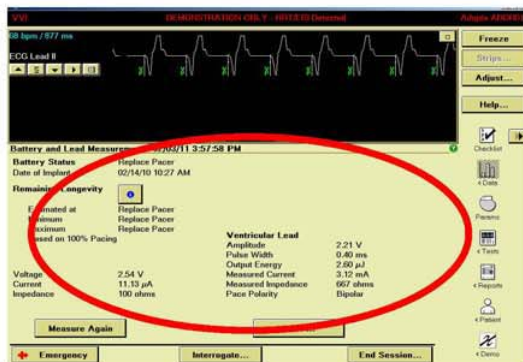 VVI DEMONSTRATION ONLY - NOT FOR Adapta ADDR01
68 bpm / 877 ms
ECG Lead II
Freeze
Strips...
Adjust...
Help...
Battery and Lead Measurements 3:57:58 PM
Battery Status Replace Pacer
Date of Implant 02/14/10 10:27 AM
Remaining Longevity
Estimated at Replace Pacer
Minimum Replace Pacer
Maximum Replace Pacer
Based on 100% Pacing
Voltage 2.54 V
Current 11.13 µA
Impedance 100 ohms
Ventricular Lead
Amplitude 2.21 V
Pulse Width 0.40 ms
Output Energy 2.60 µJ
Measured Current 3.12 mA
Measured Impedance 667 ohms
Pace Polarity Bipolar
Measure Again
Checklist
< Data
Params
< Tests
< Reports
< Patient
< Demo
Emergency
Interrogate...
End Session...